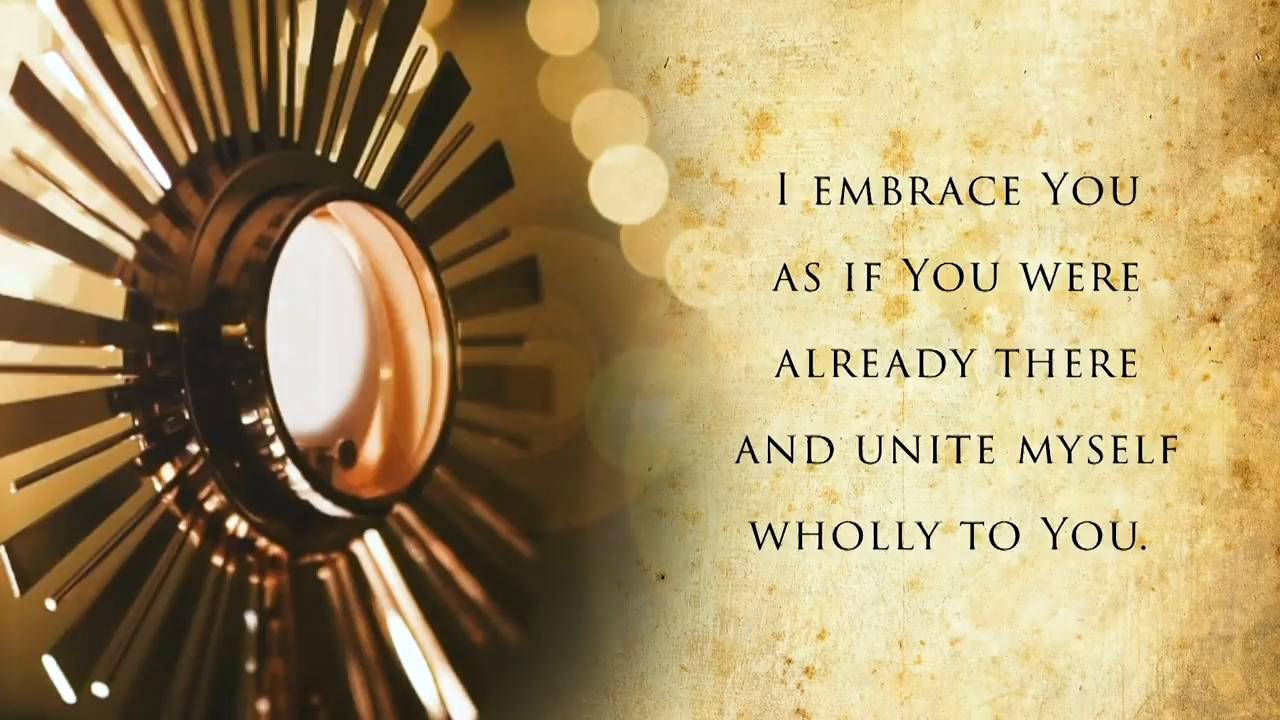 I EMBRACE YOU
AS IF YOU WERE
ALREADY THERE
AND UNITE MYSELF
WHOLLY TO YOU.